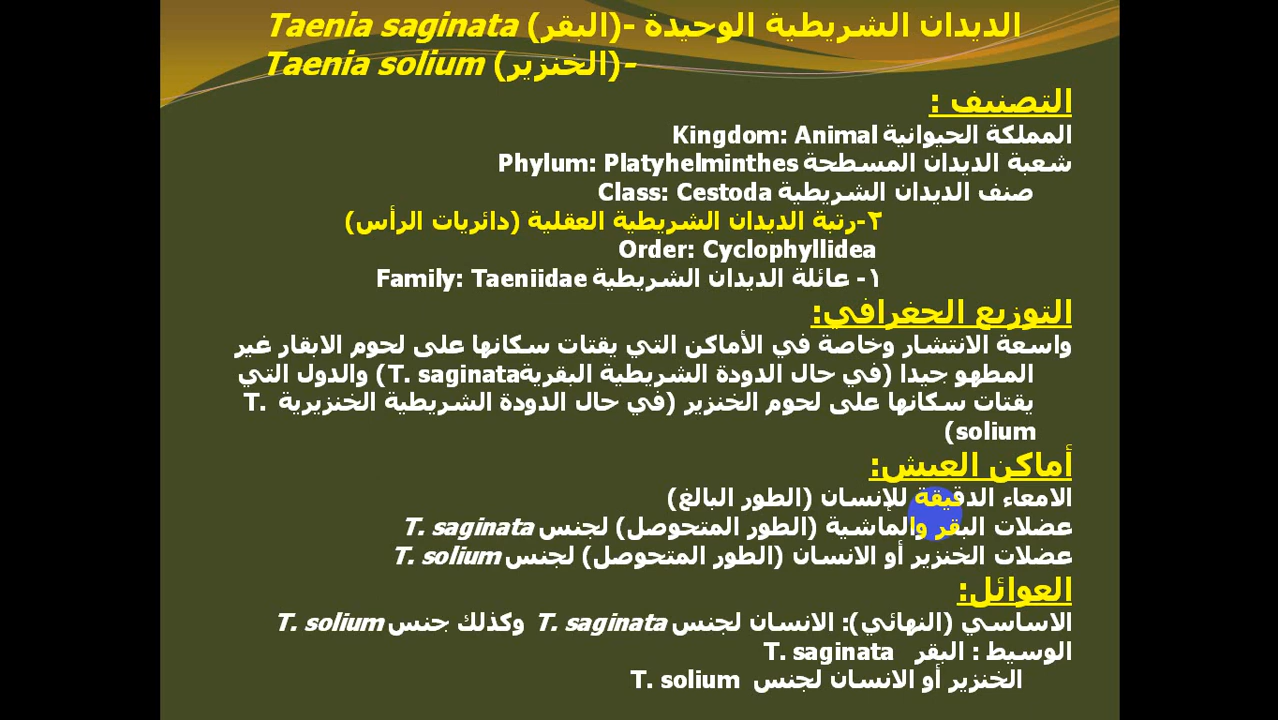 الديدان الشريطية الوحيدة -(البقر) Taenia saginata
-(الخنزير) Taenia solium
التصنيف :
المملكة الحيوانية Kingdom: Animal
شعبة الديدان المسطحة Phylum: Platyhelminthes
صنف الديدان الشريطية Class: Cestoda
٢-رتبة الديدان الشريطية العقلية (دائريات الرأس)
Order: Cyclophyllidea
١- عائلة الديدان الشريطية Family: Taeniidae
التوزيع الجغرافي:
واسعة الانتشار وخاصة في الأماكن التي يقتات سكانها على لحوم الابقار غير
المطهو جيدا (في حال الدودة الشريطية البقرية T. saginata) والدول التي
يقتات سكانها على لحوم الخنزير (في حال الدودة الشريطية الخنزيرية T.
solium)
أماكن العيش:
الامعاء الدقيقة للإنسان (الطور البالغ)
عضلات البقر والماشية (الطور المتحوصل) لجنس T. saginata
عضلات الخنزير أو الانسان (الطور المتحوصل) لجنس T. solium
العوائل:
الاساسي (النهائي): الانسان لجنس T. saginata وكذلك جنس T. solium
الوسيط : البقر T. saginata
الخنزير أو الانسان لجنس T. solium